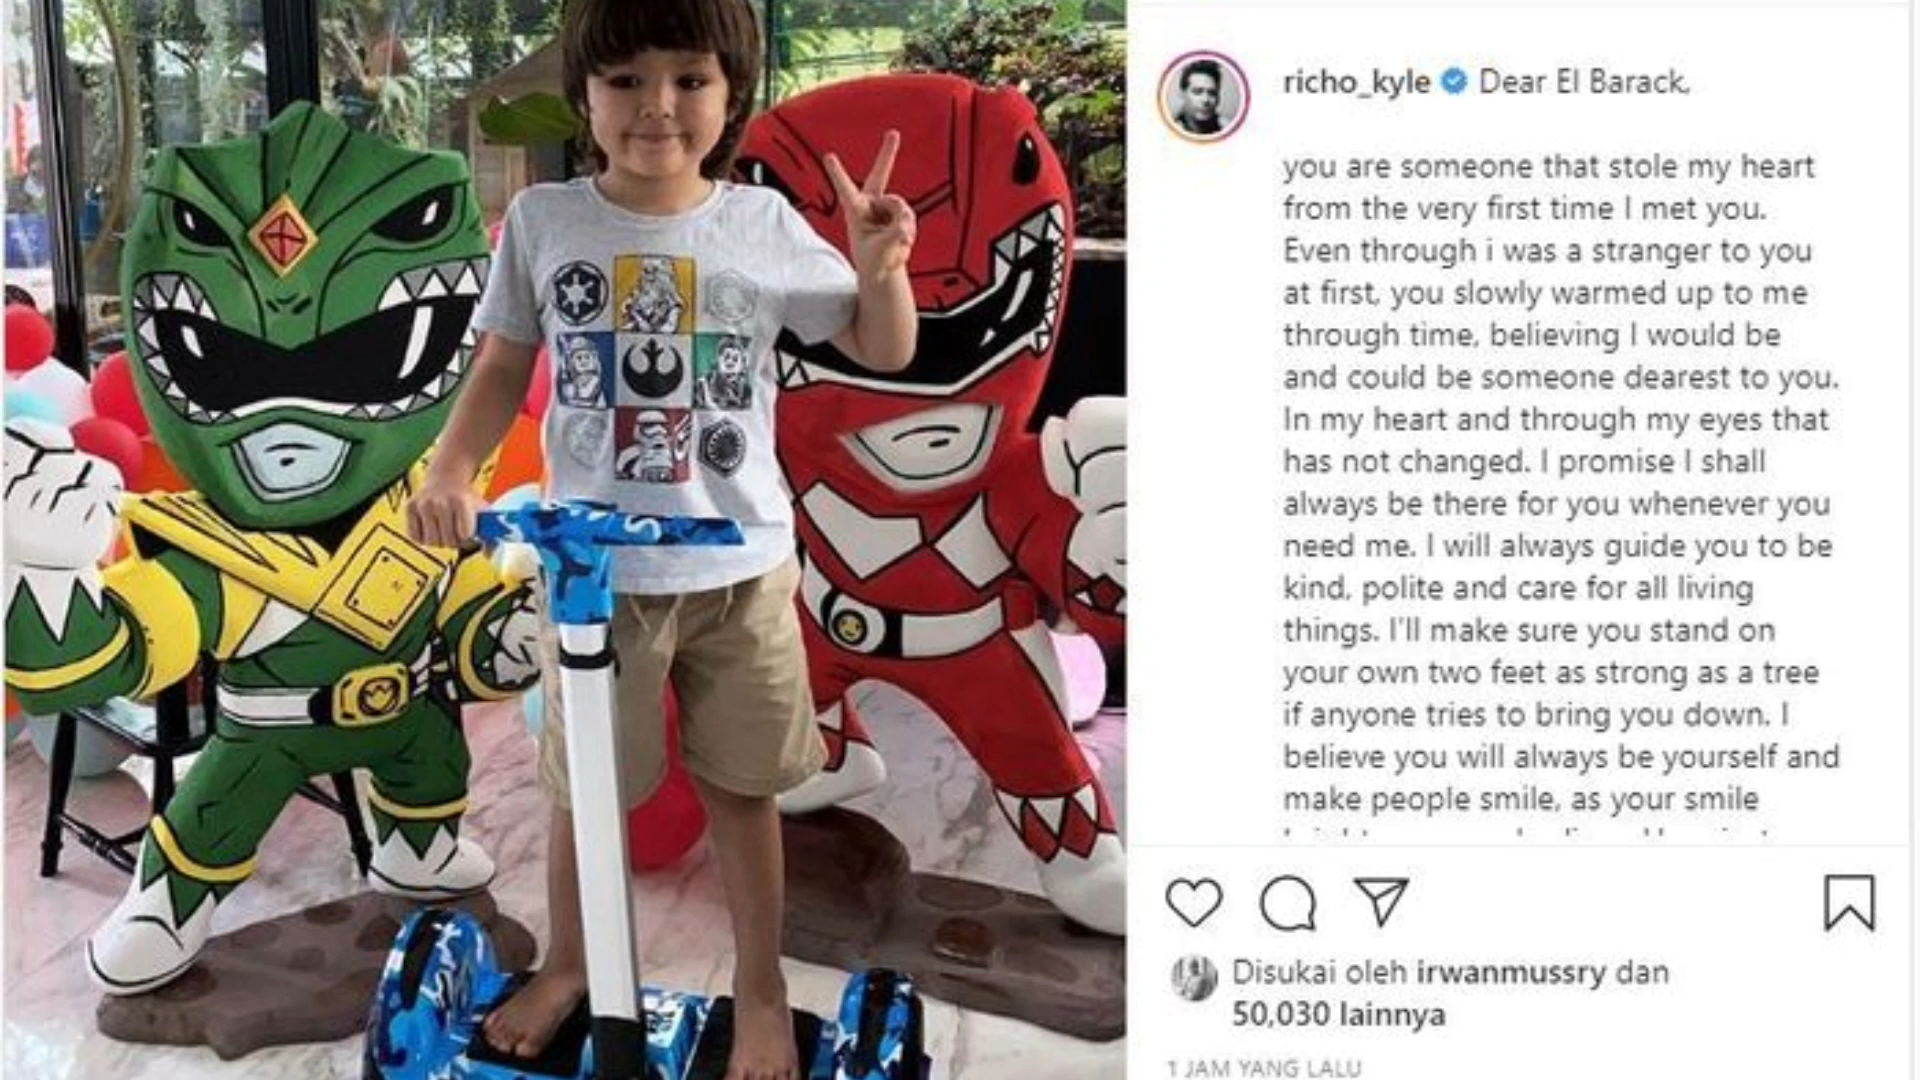 richo_kyle Dear El Barack,
you are someone that stole my heart
from the very first time I met you.
Even through i was a stranger to you
at first, you slowly warmed up to me
through time, believing I would be
and could be someone dearest to you.
In my heart and through my eyes that
has not changed. I promise I shall
always be there for you whenever you
need me. I will always guide you to be
kind, polite and care for all living
things. I'll make sure you stand on
your own two feet as strong as a tree
if anyone tries to bring you down. I
believe you will always be yourself and
make people smile, as your smile
Disukai oleh irwanmussry dan
50,030 lainnya
1 JAM YANG LALU